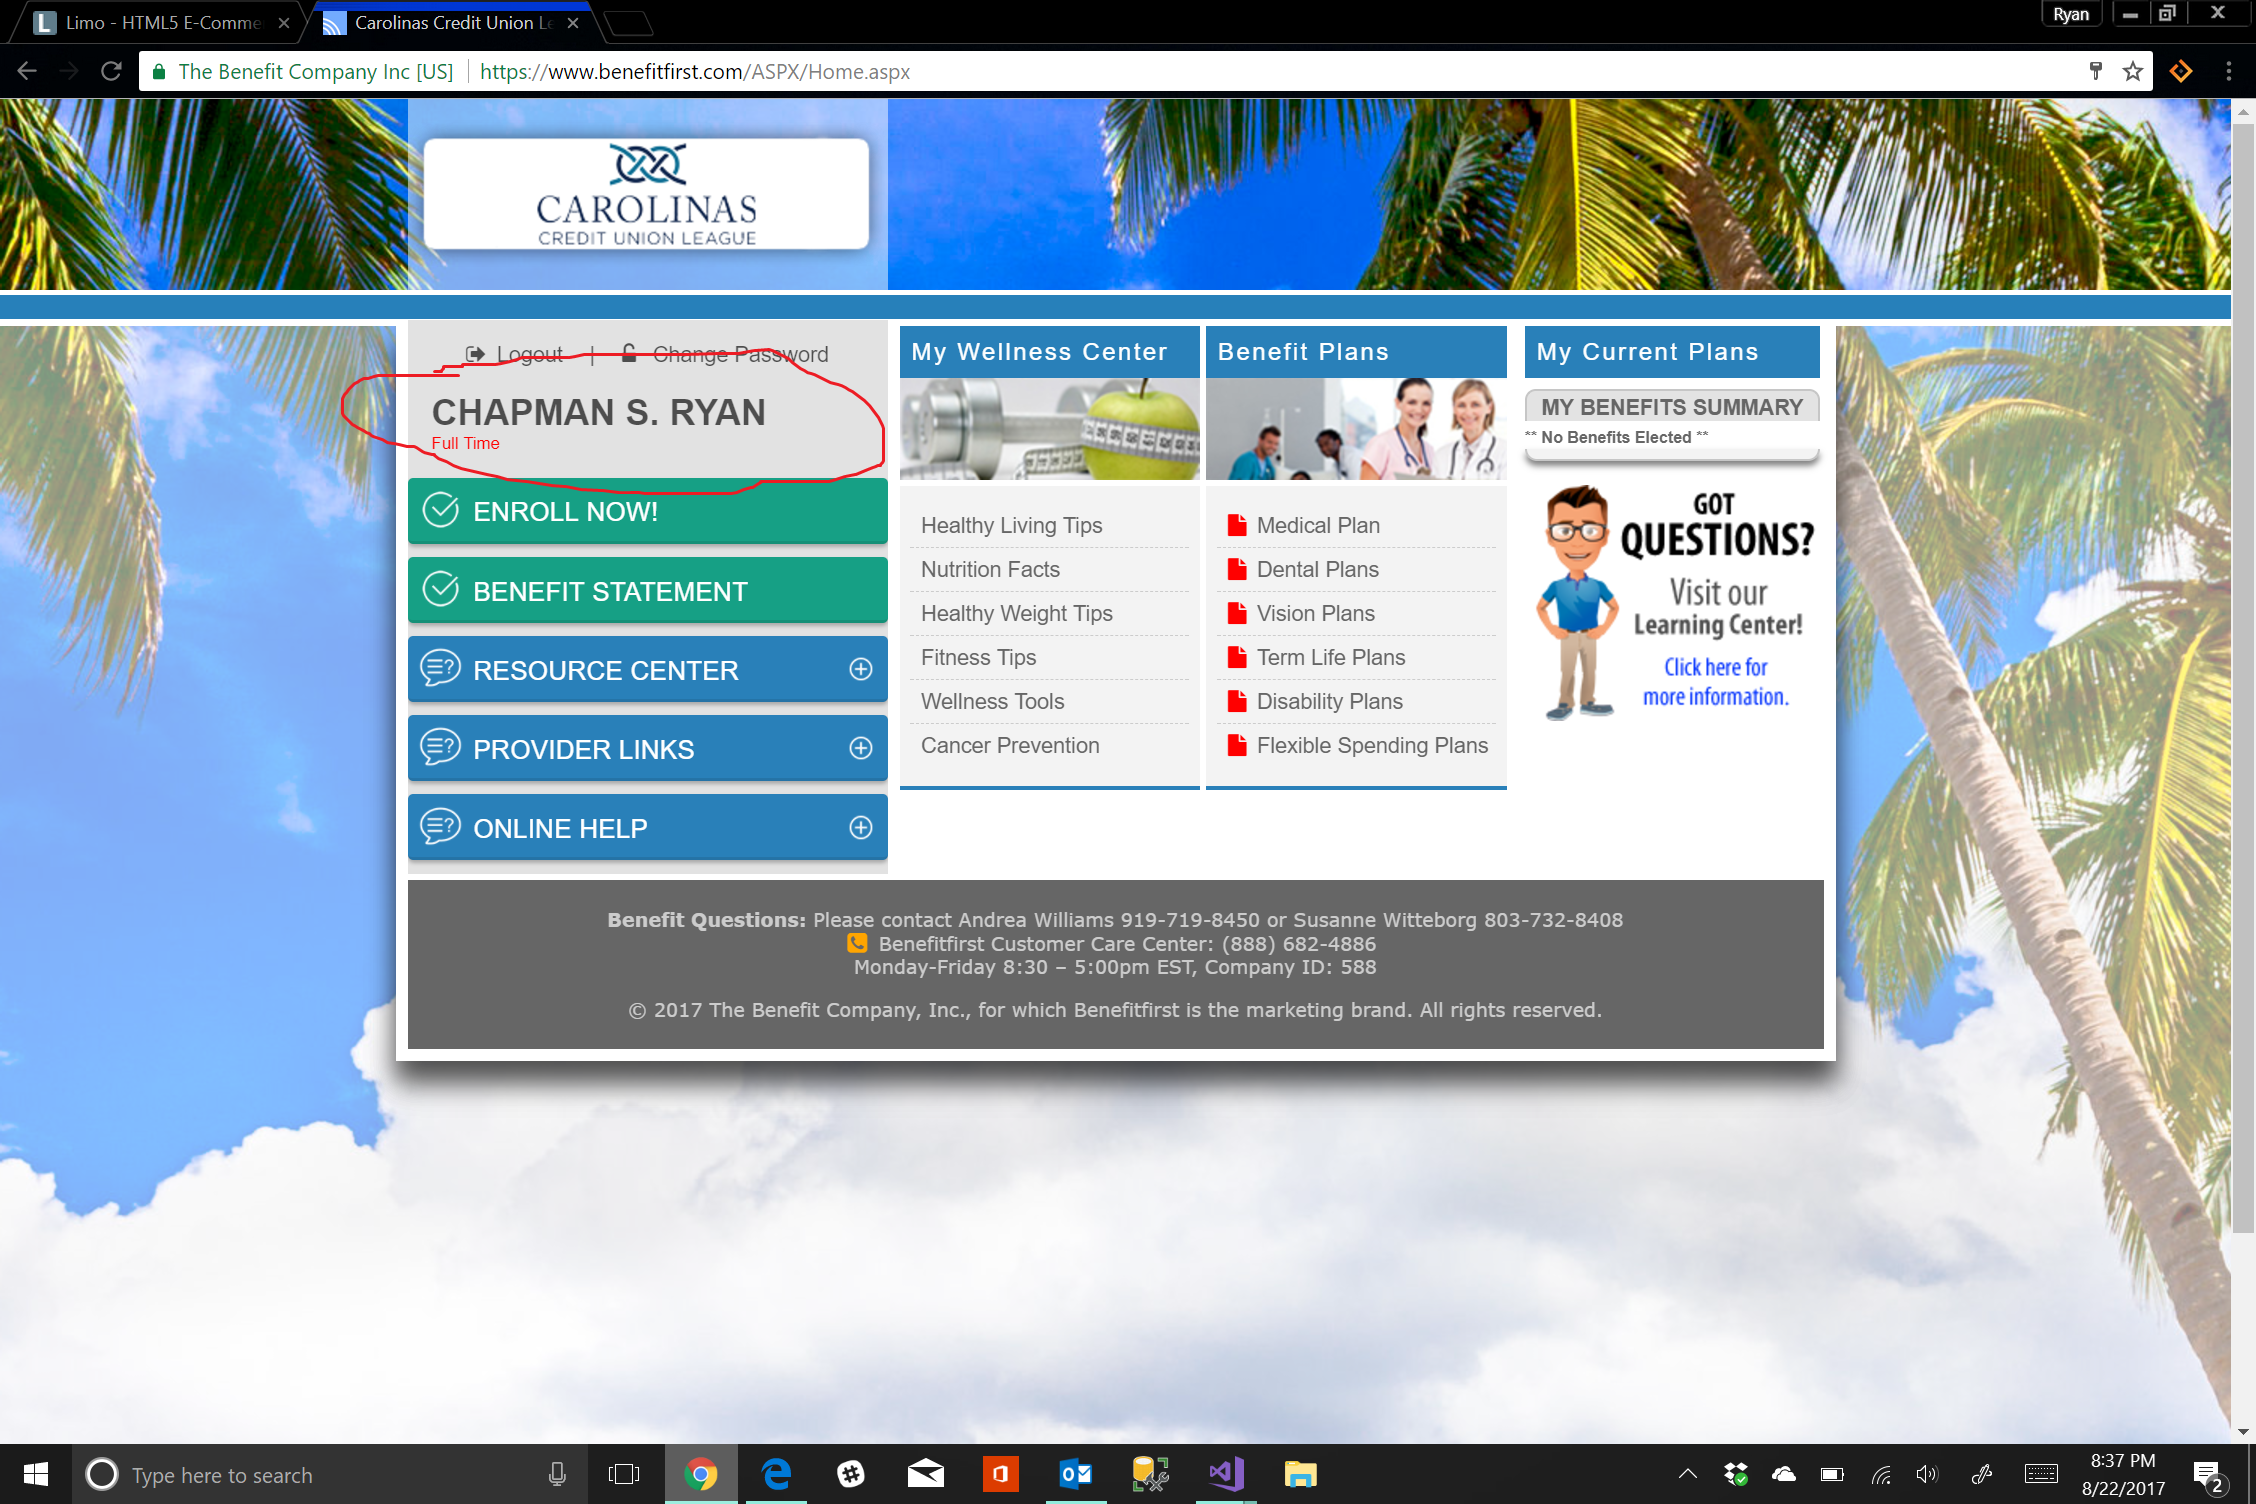 Limo - HTML5 E-Comme
Carolinas Credit Union Le
Ryan
The Benefit Company Inc [US]
https://www.benefitfirst.com/ASPX/Home.aspx
CAROLINAS
CREDIT UNION LEAGUE
Logout | Change Password
CHAPMAN S. RYAN
Full Time
ENROLL NOW!
BENEFIT STATEMENT
RESOURCE CENTER
PROVIDER LINKS
ONLINE HELP
My Wellness Center
Healthy Living Tips
Nutrition Facts
Healthy Weight Tips
Fitness Tips
Wellness Tools
Cancer Prevention
Benefit Plans
Medical Plan
Dental Plans
Vision Plans
Term Life Plans
Disability Plans
Flexible Spending Plans
My Current Plans
MY BENEFITS SUMMARY
** No Benefits Elected **
GOT
QUESTIONS?
Visit our
Learning Center!
Click here for
more information.
Benefit Questions: Please contact Andrea Williams 919-719-8450 or Susanne Witteborg 803-732-8408
Benefitfirst Customer Care Center: (888) 682-4886
Monday-Friday 8:30 – 5:00pm EST, Company ID: 588
© 2017 The Benefit Company, Inc., for which Benefitfirst is the marketing brand. All rights reserved.
Type here to search
8:37 PM
8/22/2017
2